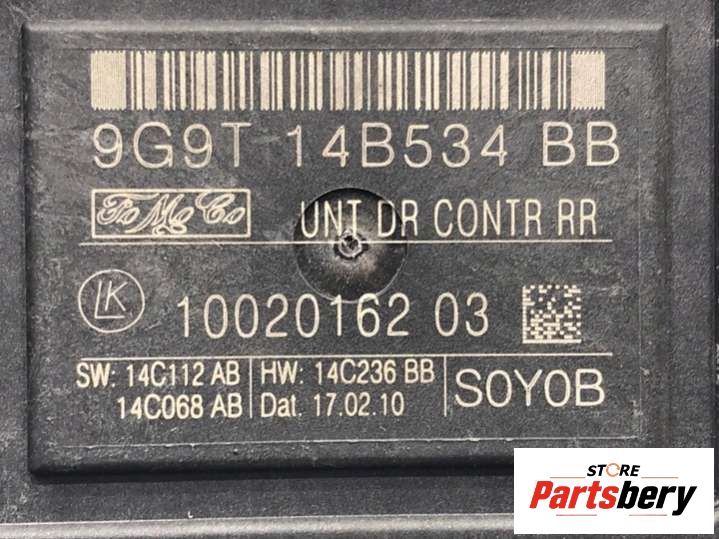 9G9T 14B534 BB
FoMoCo UNT DR CONTR RR
LK 10020162 03
SW: 14C112 AB HW: 14C236 BB
14C068 AB Dat. 17.02.10
S0Y0B
STORE
Partsbery